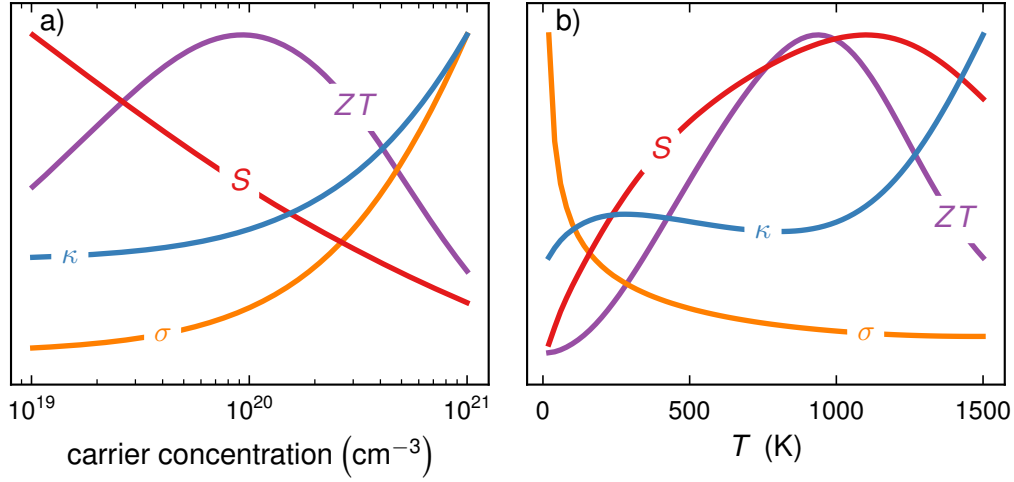 a)
ZT
S
κ
σ
10¹⁹
10²⁰
10²¹
carrier concentration (cm⁻³)
b)
S
ZT
κ
σ
0
500
1000
1500
T (K)